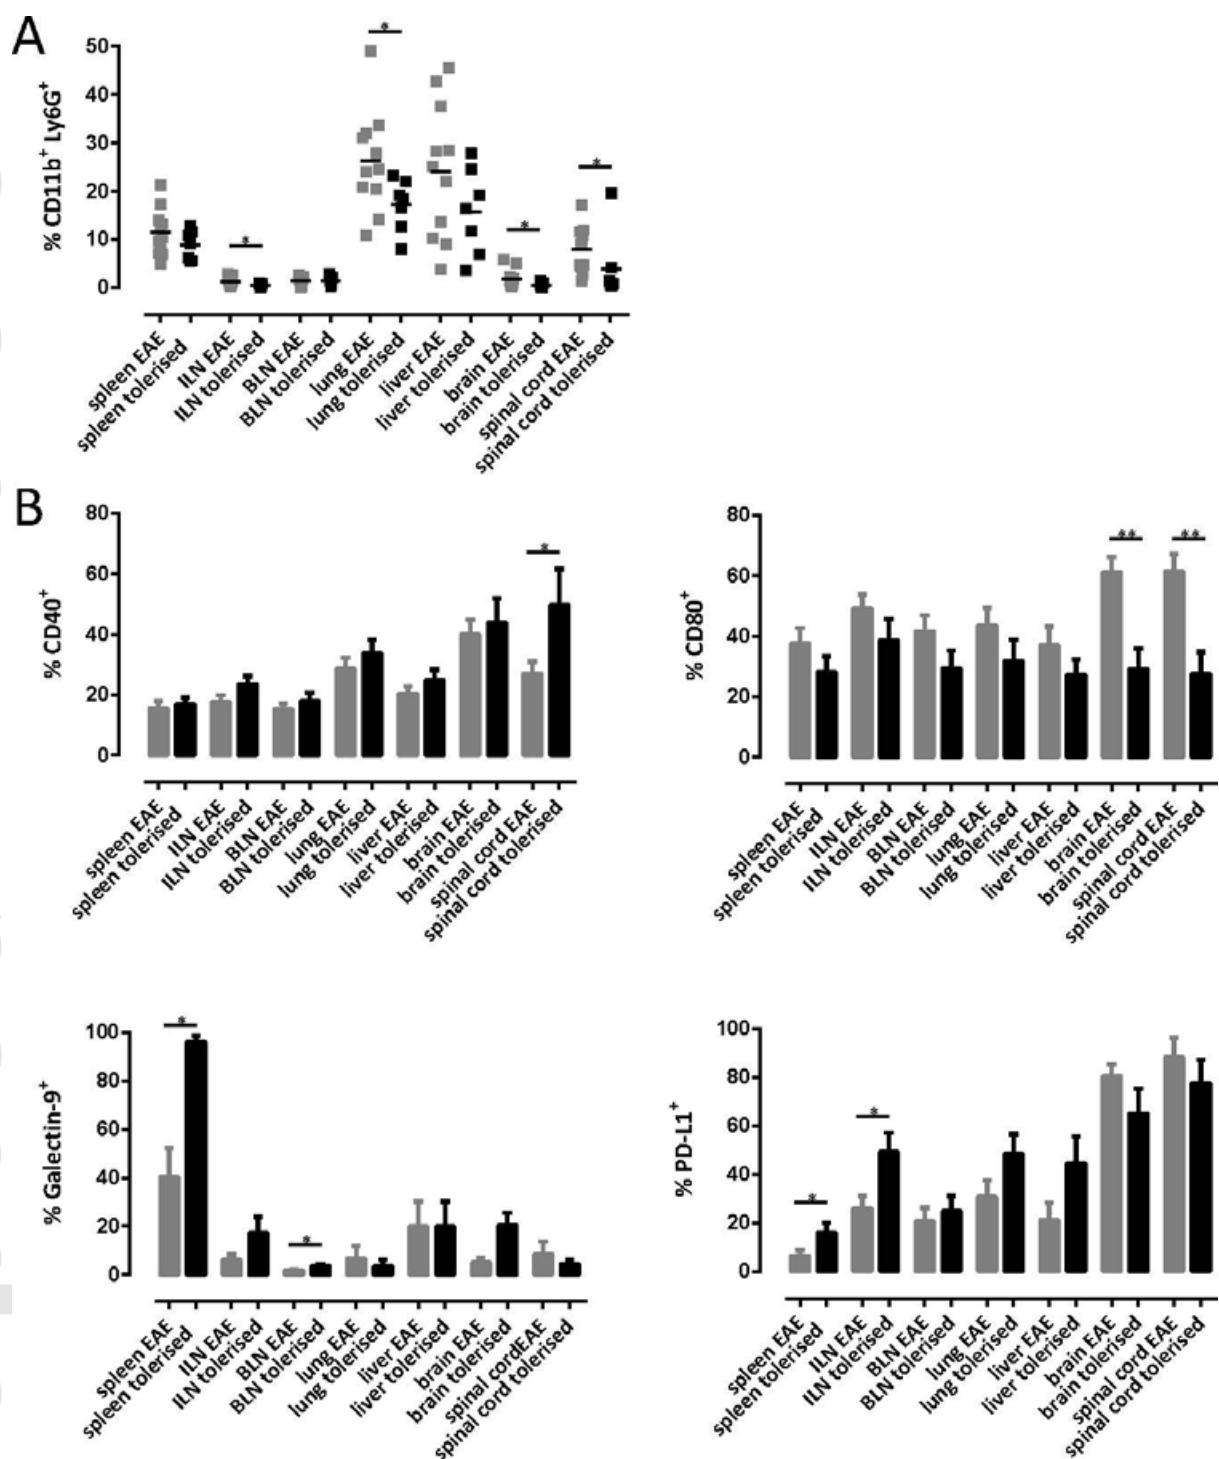 A
% CD11b+ Ly6G+
50
40
30
20
10
0
*
*
*
*
spleen EAE
spleen tolerised
ILN EAE
ILN tolerised
BLN EAE
BLN tolerised
lung EAE
lung tolerised
liver EAE
liver tolerised
brain EAE
brain tolerised
spinal cord EAE
spinal cord tolerised
B
% CD40+
80
60
40
20
0
*
spleen EAE
spleen tolerised
ILN EAE
ILN tolerised
BLN EAE
BLN tolerised
lung EAE
lung tolerised
liver EAE
liver tolerised
brain EAE
brain tolerised
spinal cord EAE
spinal cord tolerised
% CD80+
80
60
40
20
0
**
**
spleen EAE
spleen tolerised
ILN EAE
ILN tolerised
BLN EAE
BLN tolerised
lung EAE
lung tolerised
liver EAE
liver tolerised
brain EAE
brain tolerised
spinal cord EAE
spinal cord tolerised
% Galectin-9+
100
80
60
40
20
0
*
*
spleen EAE
spleen tolerised
ILN EAE
ILN tolerised
BLN EAE
BLN tolerised
lung EAE
lung tolerised
liver EAE
liver tolerised
brain EAE
brain tolerised
spinal cordEAE
spinal cord tolerised
% PD-L1+
100
80
60
40
20
0
*
*
spleen EAE
spleen tolerised
ILN EAE
ILN tolerised
BLN EAE
BLN tolerised
lung EAE
lung tolerised
liver EAE
liver tolerised
brain EAE
brain tolerised
spinal cord EAE
spinal cord tolerised